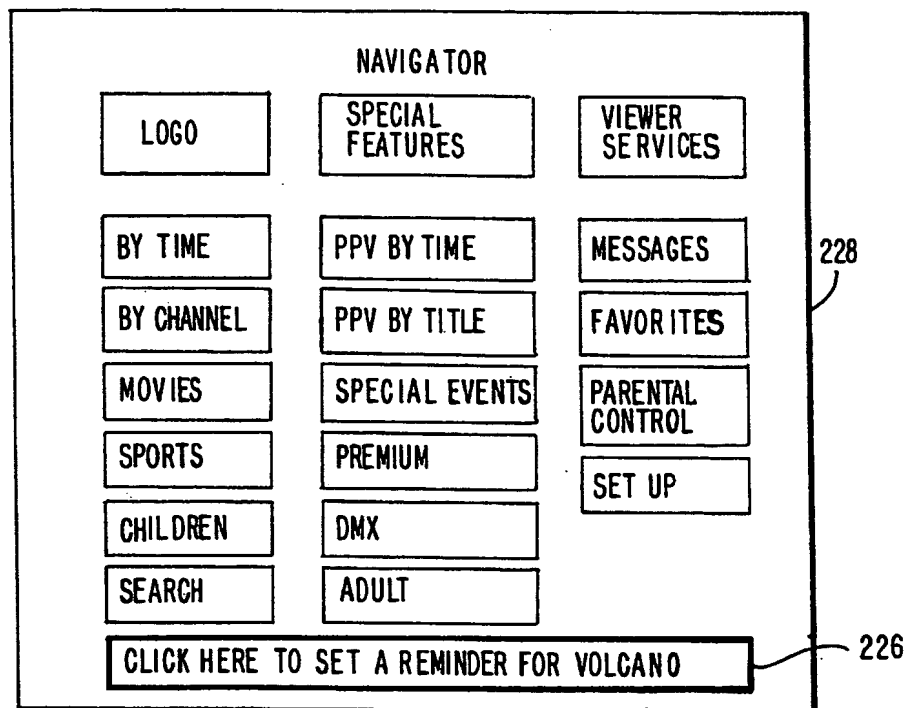 NAVIGATOR
LOGO
SPECIAL
FEATURES
VIEWER
SERVICES
BY TIME
PPV BY TIME
MESSAGES
228
BY CHANNEL
PPV BY TITLE
FAVORITES
MOVIES
SPECIAL EVENTS
PARENTAL
CONTROL
SPORTS
PREMIUM
SET UP
CHILDREN
DMX
SEARCH
ADULT
CLICK HERE TO SET A REMINDER FOR VOLCANO
226